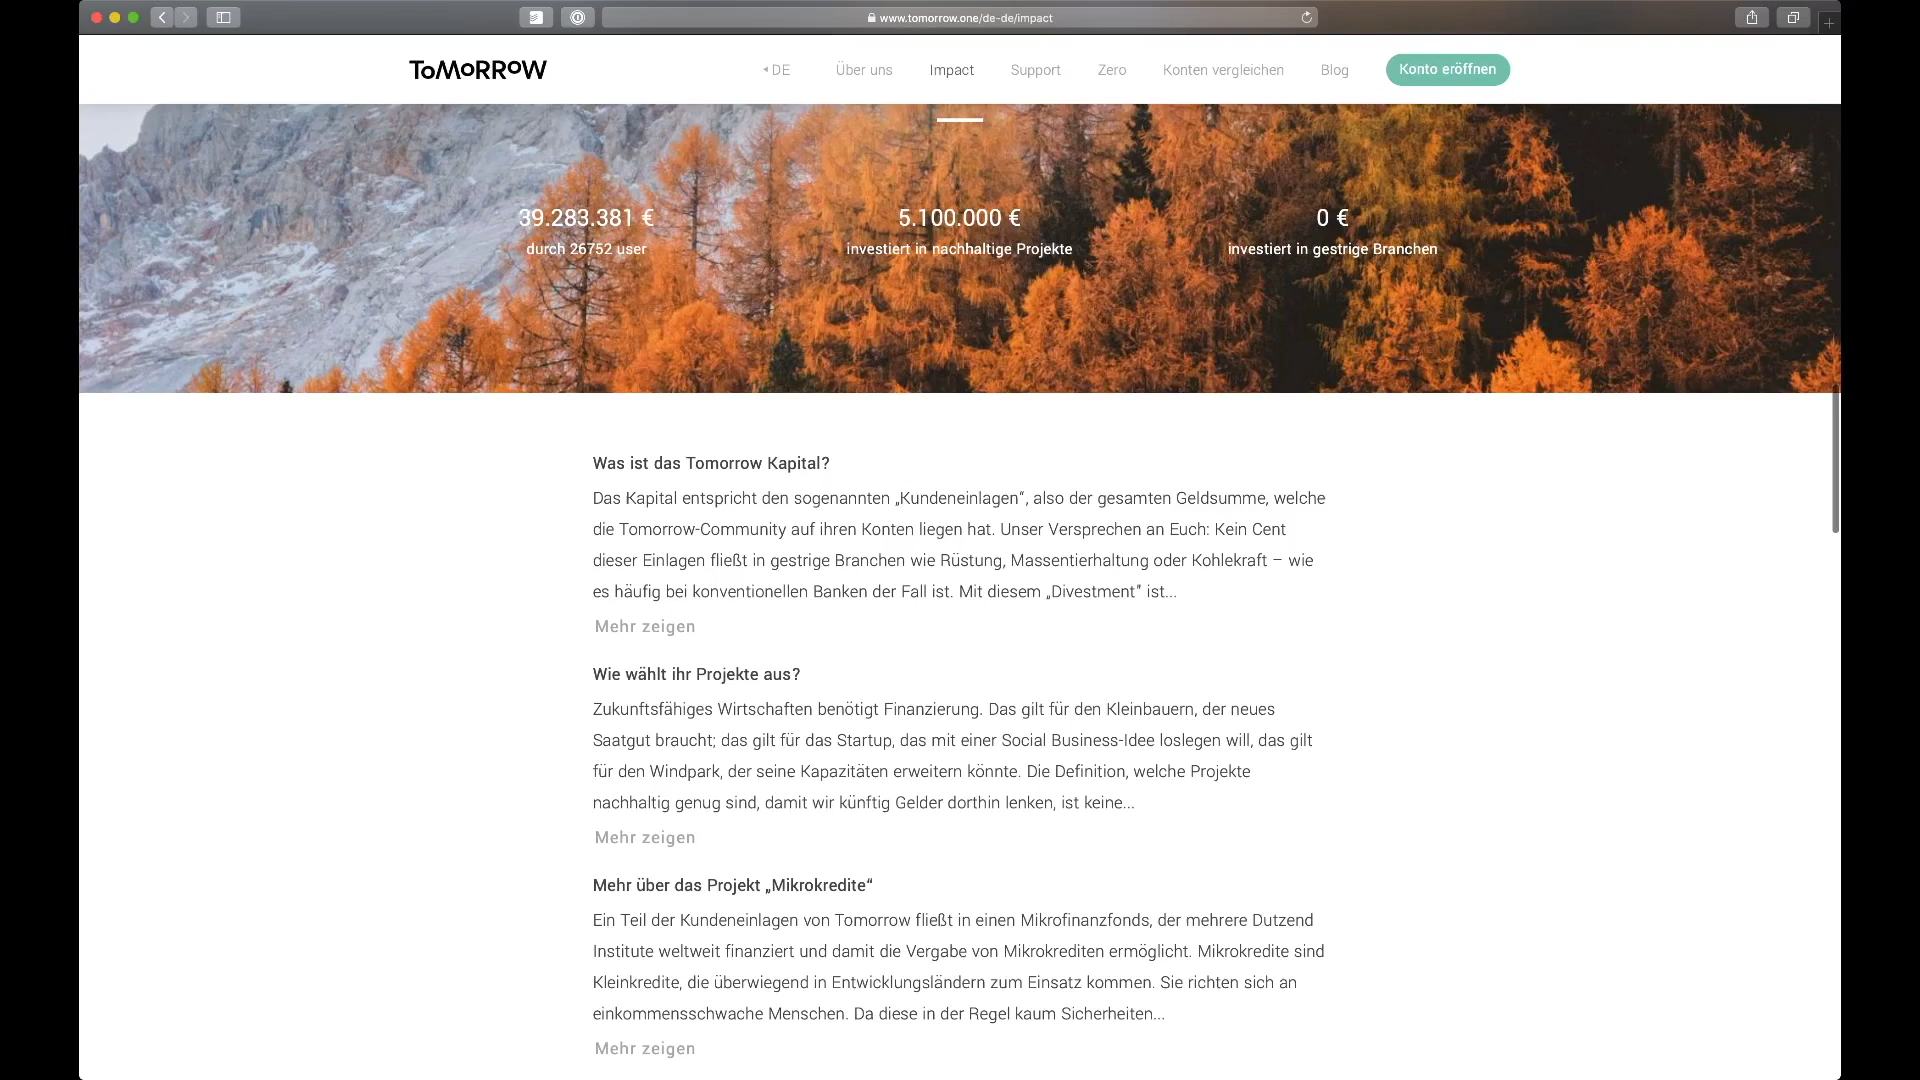 www.tomorrow.one/de-de/impact
ToMoRRoW
DE
Über uns
Impact
Support
Zero
Konten vergleichen
Blog
Konto eröffnen
39.283.381 €
durch 26752 user
5.100.000 €
investiert in nachhaltige Projekte
0 €
investiert in gestrige Branchen
Was ist das Tomorrow Kapital?
Das Kapital entspricht den sogenannten „Kundeneinlagen“, also der gesamten Geldsumme, welche
die Tomorrow-Community auf ihren Konten liegen hat. Unser Versprechen an Euch: Kein Cent
dieser Einlagen fließt in gestrige Branchen wie Rüstung, Massentierhaltung oder Kohlekraft – wie
es häufig bei konventionellen Banken der Fall ist. Mit diesem „Divestment” ist...
Mehr zeigen
Wie wählt ihr Projekte aus?
Zukunftsfähiges Wirtschaften benötigt Finanzierung. Das gilt für den Kleinbauern, der neues
Saatgut braucht; das gilt für das Startup, das mit einer Social Business-Idee loslegen will, das gilt
für den Windpark, der seine Kapazitäten erweitern könnte. Die Definition, welche Projekte
nachhaltig genug sind, damit wir künftig Gelder dorthin lenken, ist keine...
Mehr zeigen
Mehr über das Projekt „Mikrokredite“
Ein Teil der Kundeneinlagen von Tomorrow fließt in einen Mikrofinanzfonds, der mehrere Dutzend
Institute weltweit finanziert und damit die Vergabe von Mikrokrediten ermöglicht. Mikrokredite sind
Kleinkredite, die überwiegend in Entwicklungsländern zum Einsatz kommen. Sie richten sich an
einkommensschwache Menschen. Da diese in der Regel kaum Sicherheiten...
Mehr zeigen